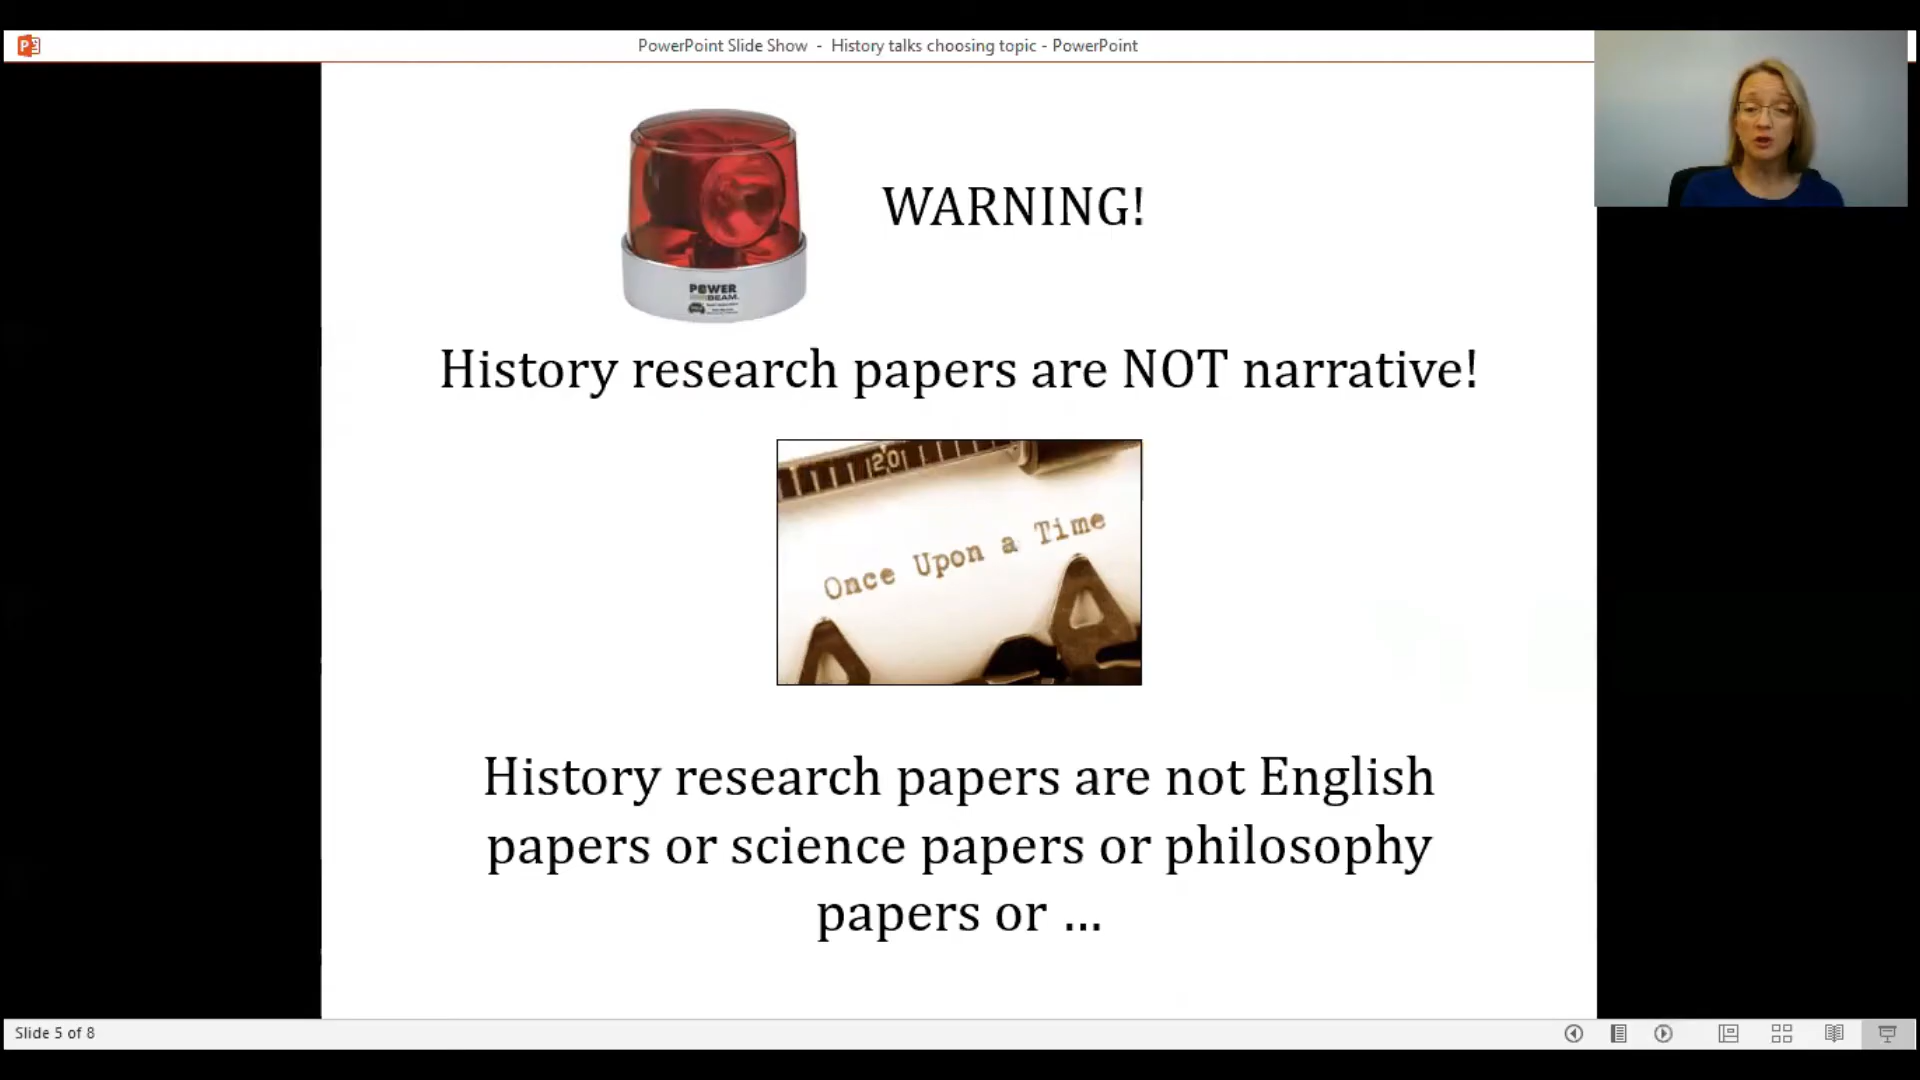 PowerPoint Slide Show - History talks choosing topic - PowerPoint
WARNING!
POWER
BEAM
History research papers are NOT narrative!
20
Once Upon a Time
History research papers are not English
papers or science papers or philosophy
papers or ...
Slide 5 of 8